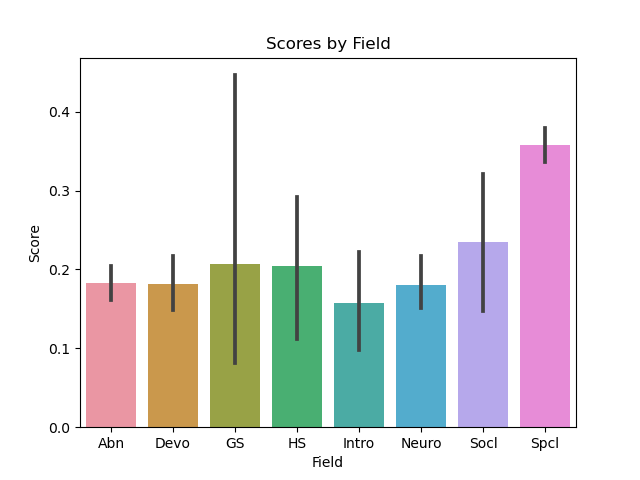 Scores by Field
Score
0.4
0.3
0.2
0.1
0.0
Abn Devo GS HS Intro Neuro Socl Spcl
Field